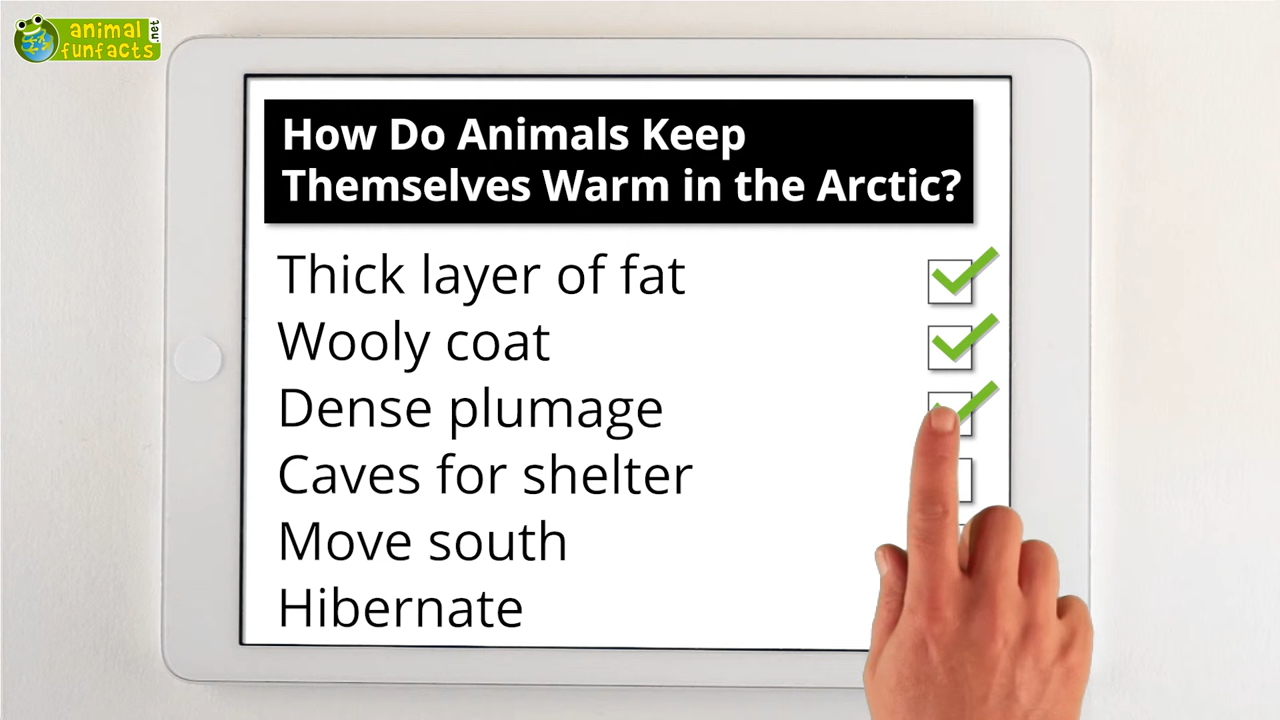 animal
funfacts
.net
How Do Animals Keep
Themselves Warm in the Arctic?
Thick layer of fat
Wooly coat
Dense plumage
Caves for shelter
Move south
Hibernate